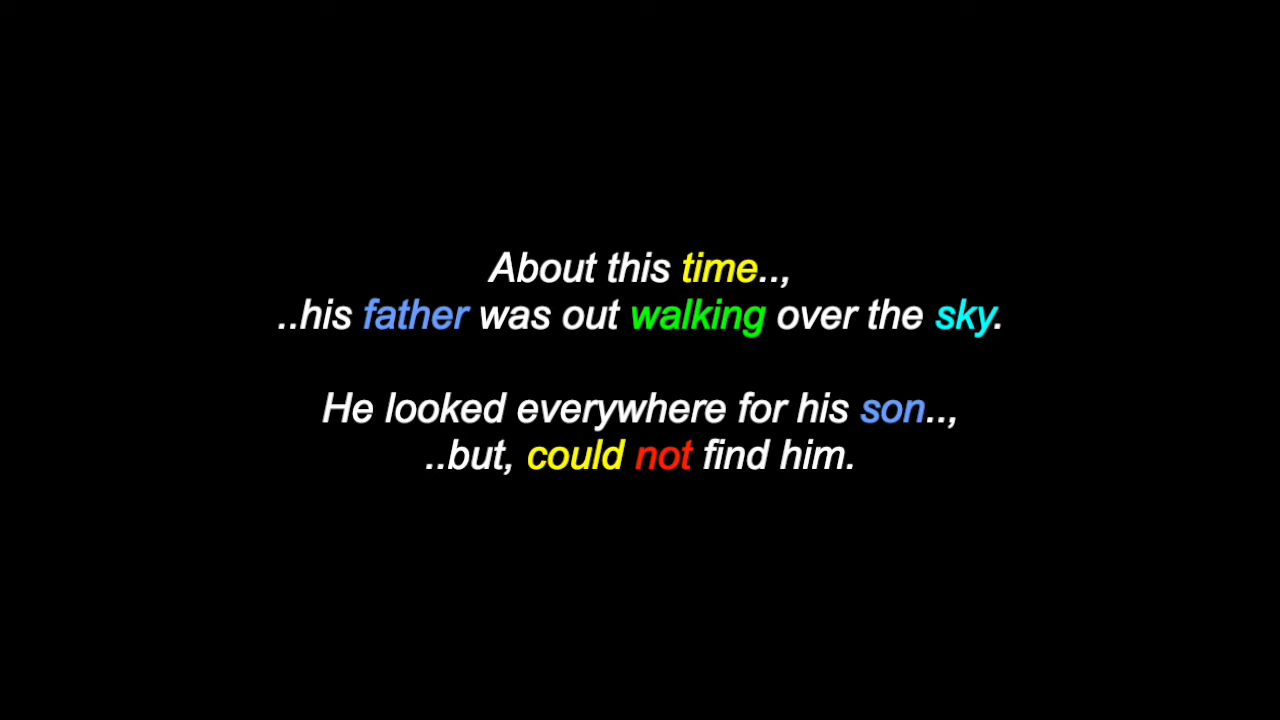 About this time..,
..his father was out walking over the sky.
He looked everywhere for his son..,
..but, could not find him.